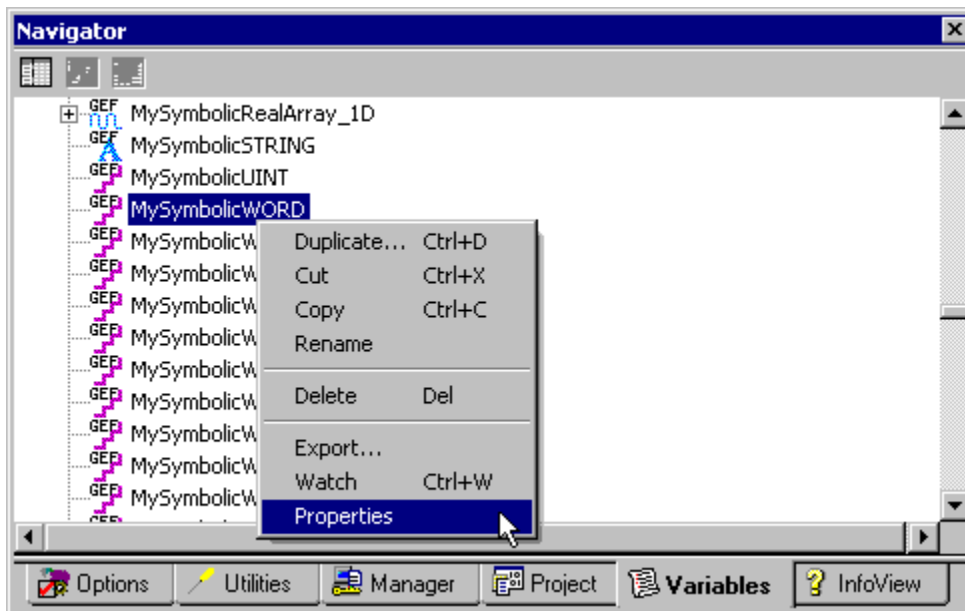 Navigator
GEF MySymbolicRealArray_1D
GEF MySymbolicSTRING
GEF MySymbolicUINT
GEF MySymbolicWORD
GEF MySymbolicW
Duplicate... Ctrl+D
GEF MySymbolicW
Cut Ctrl+X
GEF MySymbolicW
Copy Ctrl+C
GEF MySymbolicW
Rename
GEF MySymbolicW
GEF MySymbolicW
Delete Del
GEF MySymbolicW
GEF MySymbolicW
Export...
GEF MySymbolicW
Watch Ctrl+W
Properties
GEF
Options Utilities Manager Project Variables InfoView